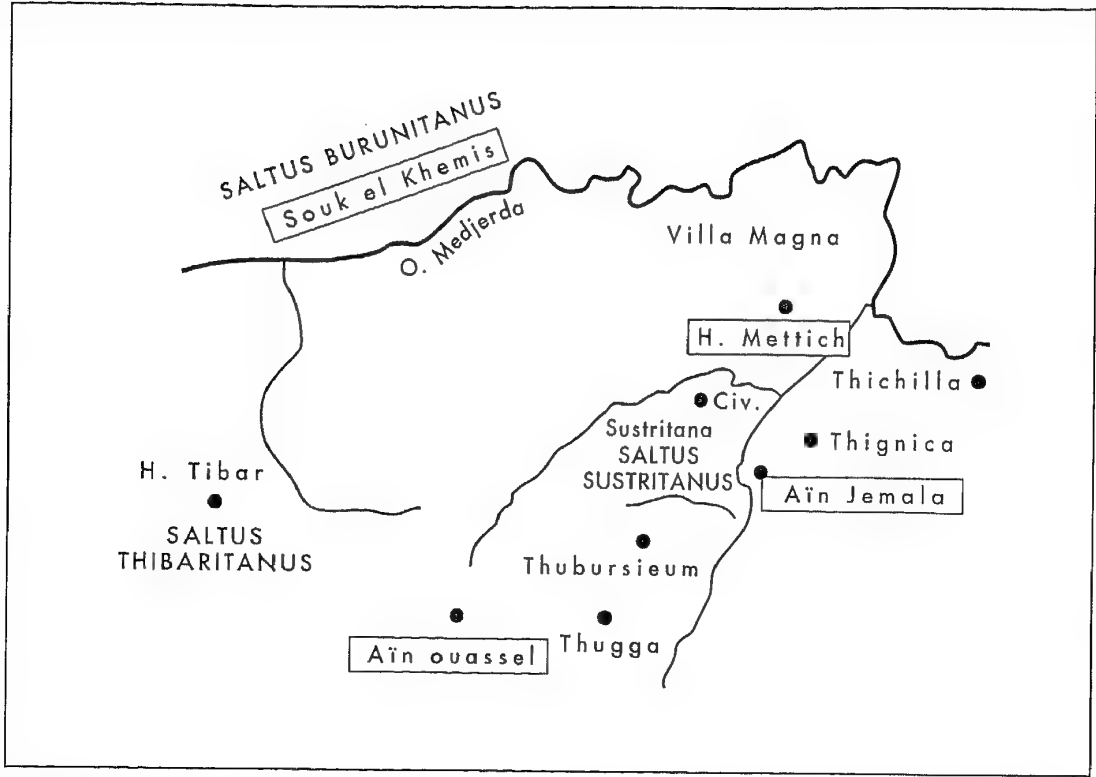 SALTUS BURUNITANUS
Souk el Khemis
O. Medjerda
Villa Magna
H. Mettich
Thichilla
Civ.
Sustritana
SALTUS
SUSTRITANUS
Thignica
Aïn Jemala
H. Tibar
SALTUS
THIBARITANUS
Thubursieum
Thugga
Aïn ouassel